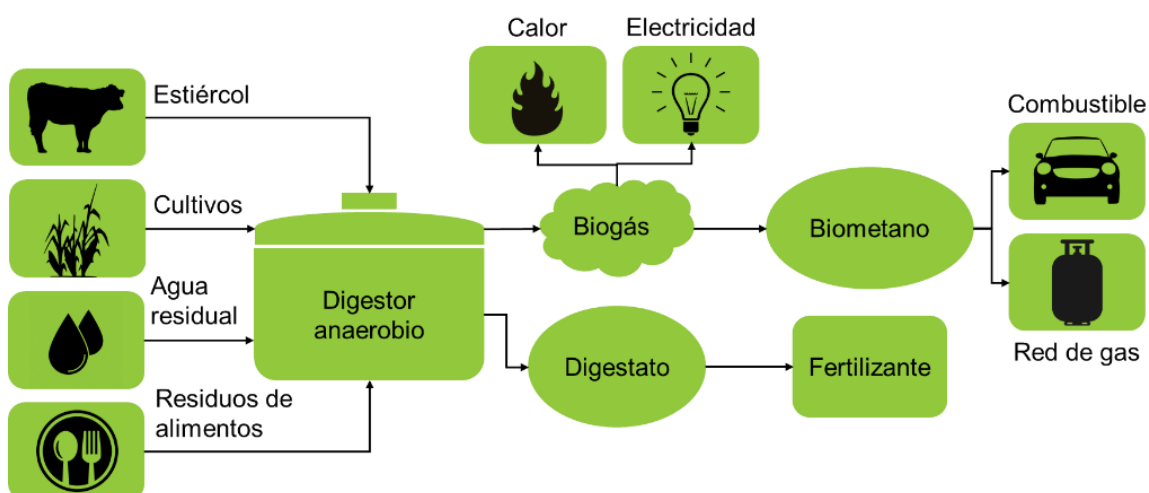 Calor
Electricidad
Estiércol
Combustible
Cultivos
Biogás
Biometano
Agua
residual
Digestor
anaerobio
Digestato
Fertilizante
Red de gas
Residuos de
alimentos